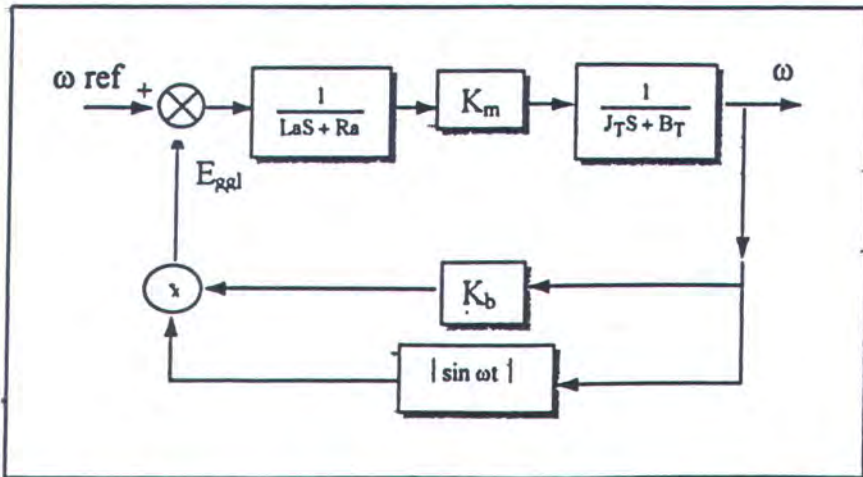 ω ref
+
1
LaS + Ra
Km
1
JTS + BT
ω
Eggl
x
Kb
| sin ωt |